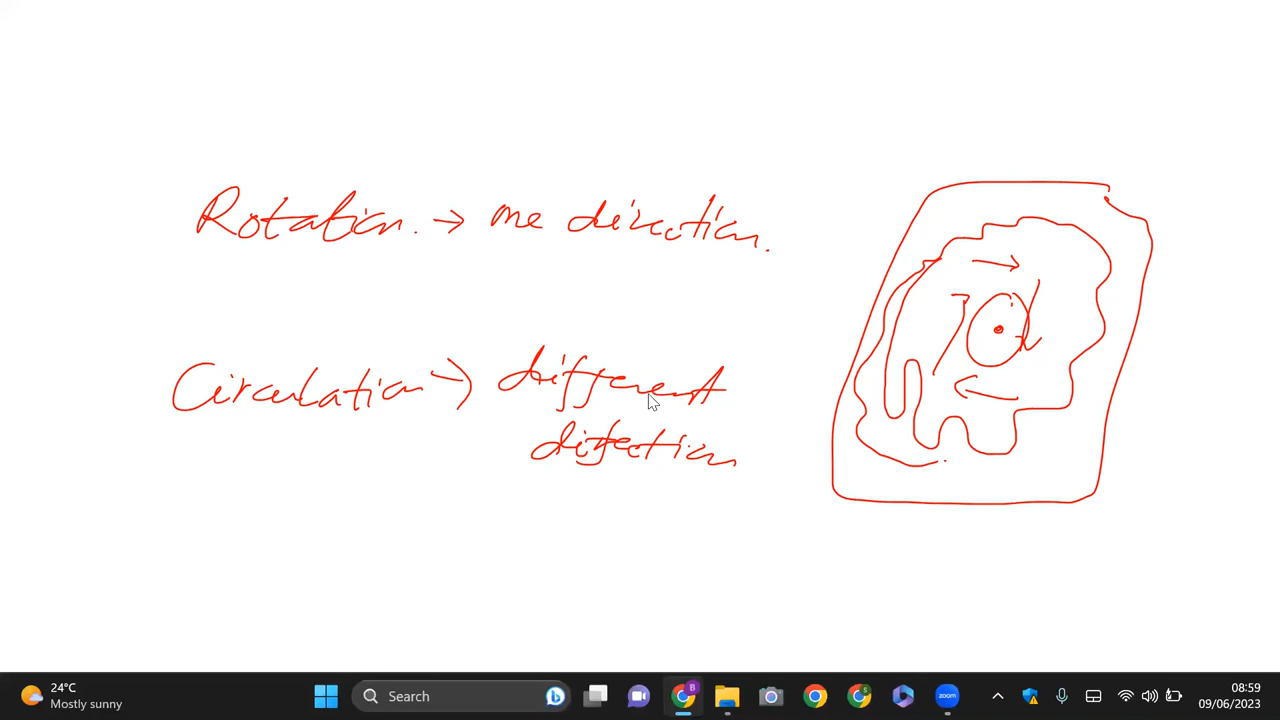 Rotation. → one direction.
Circulation → different
direction
24°C
Mostly sunny
Search
08:59
09/06/2023